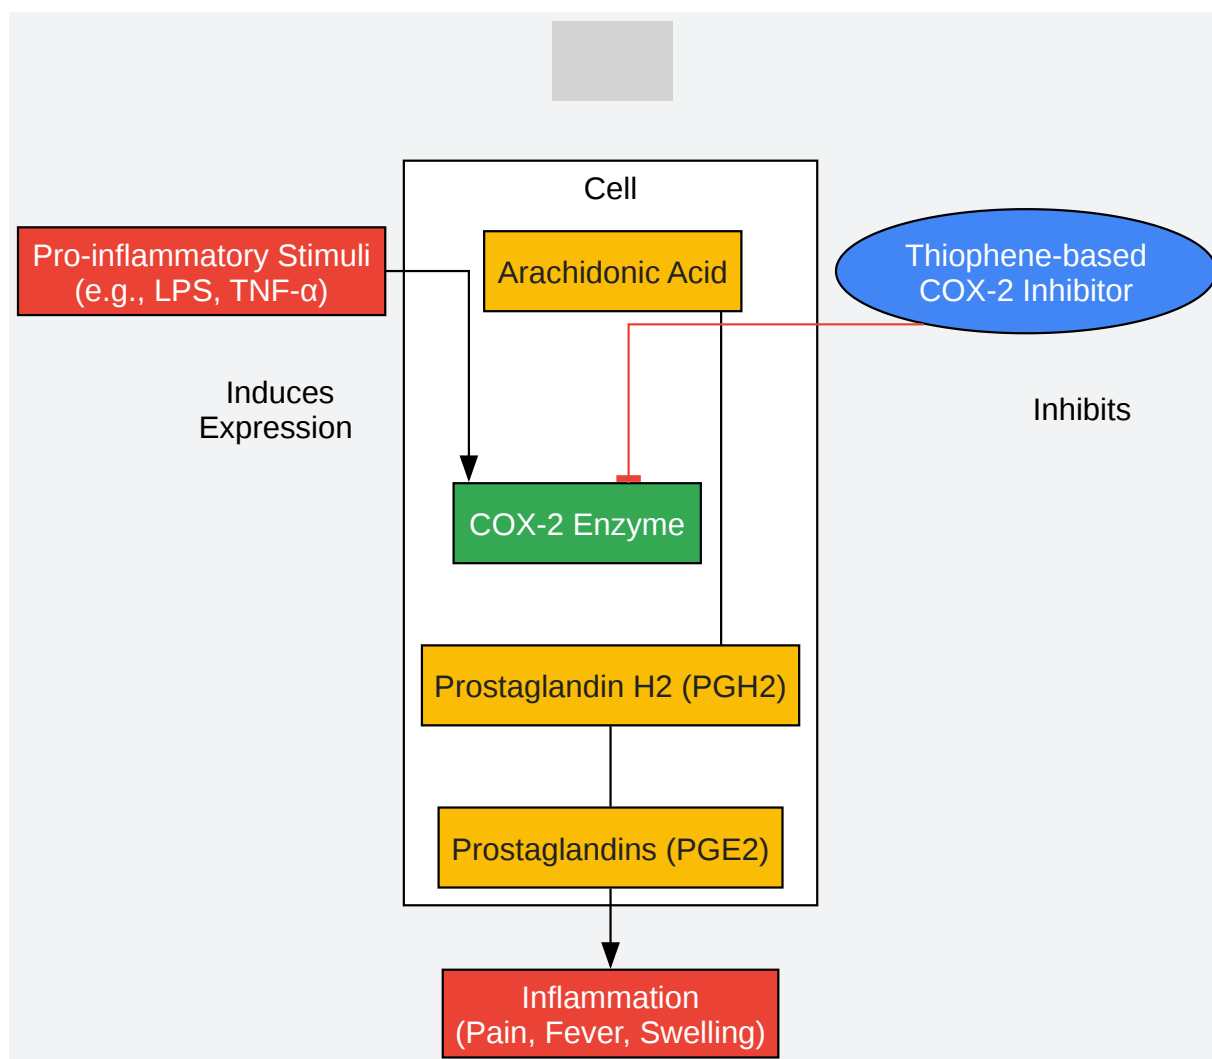 Cell
Pro-inflammatory Stimuli
(e.g., LPS, TNF-α)
Arachidonic Acid
Thiophene-based
COX-2 Inhibitor
Induces
Expression
Inhibits
COX-2 Enzyme
Prostaglandin H2 (PGH2)
Prostaglandins (PGE2)
Inflammation
(Pain, Fever, Swelling)